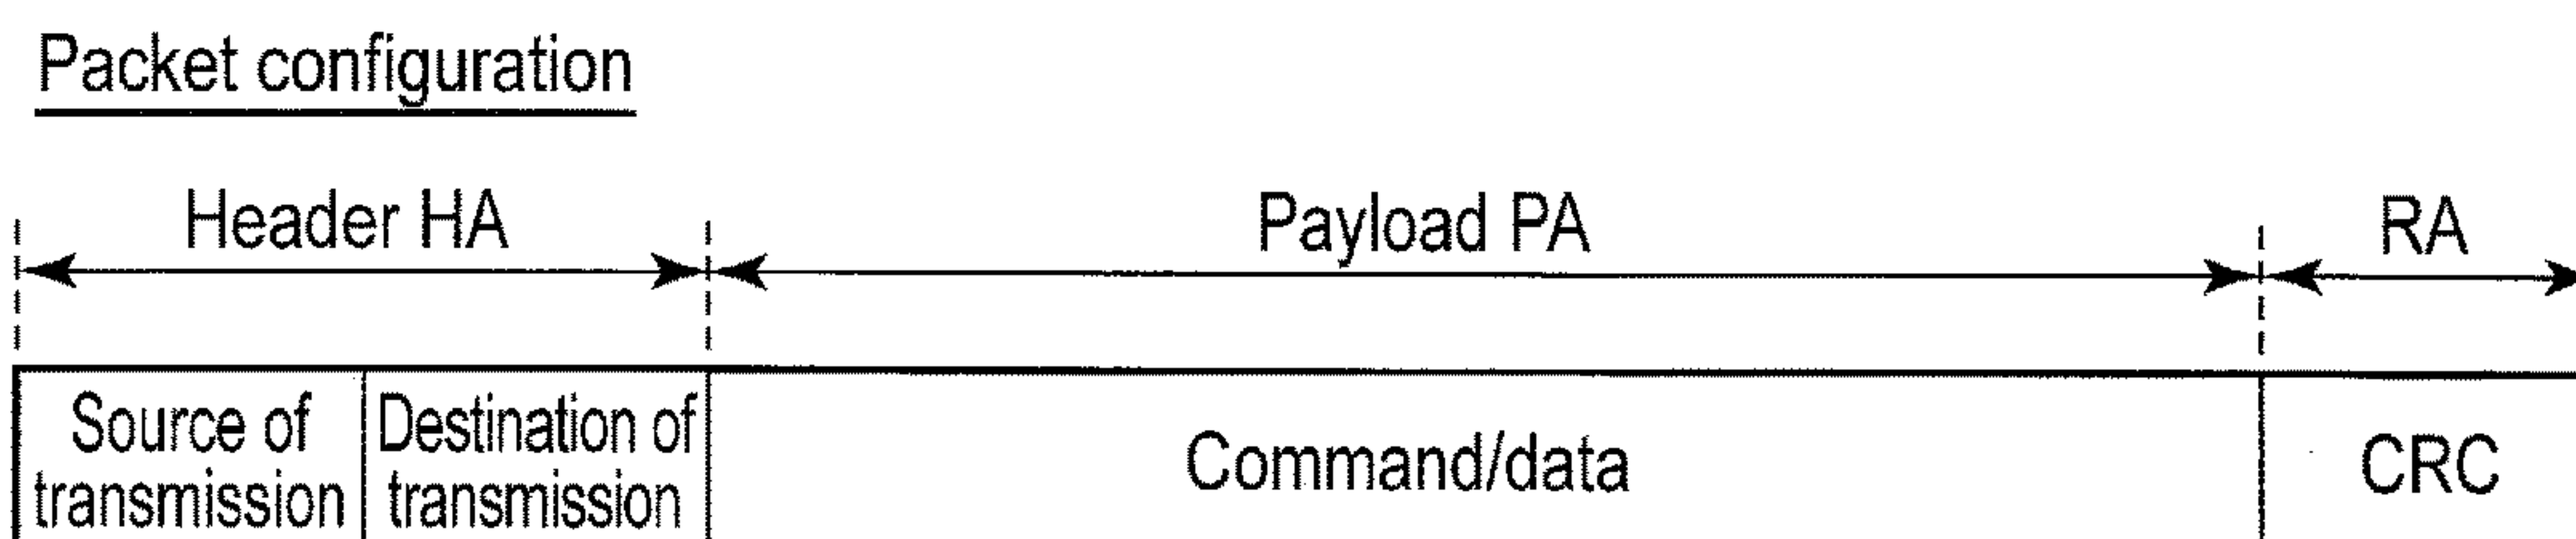 Packet configuration
Header HA
Payload PA
RA
Source of
transmission
Destination of
transmission
Command/data
CRC